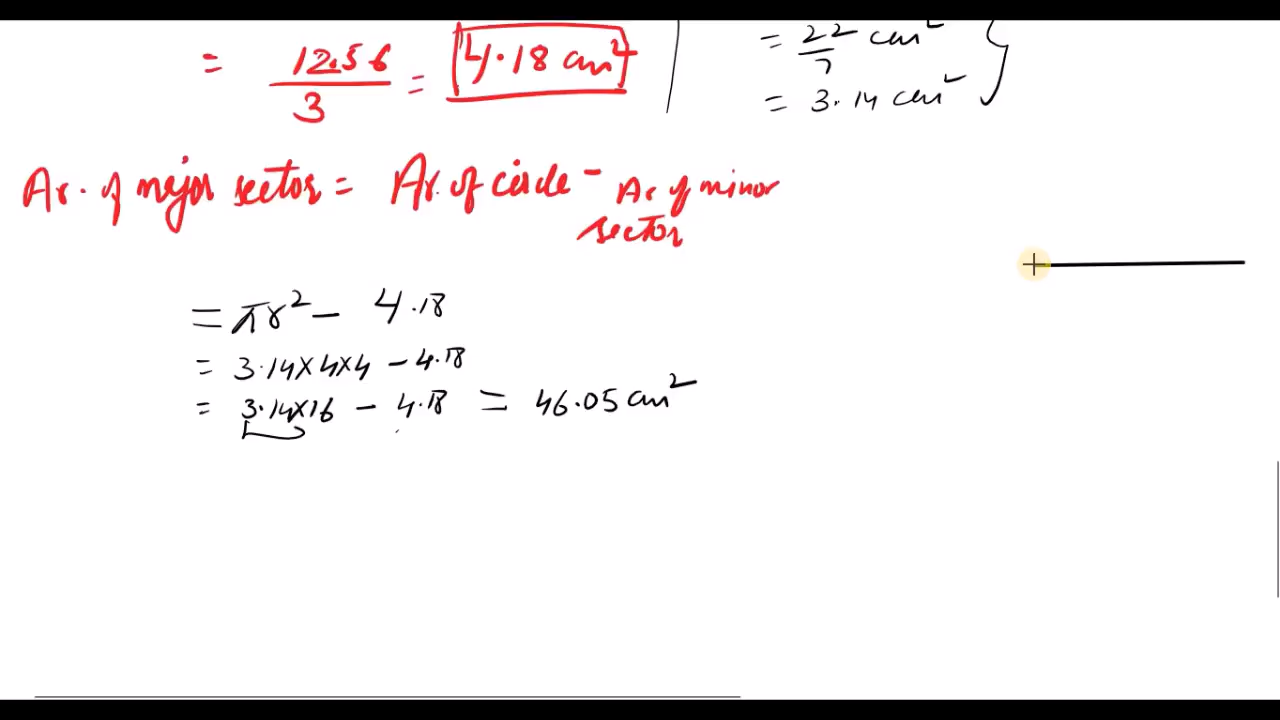 = 12.56 / 3 = 4.18 cm²
= 22/7 cm²
= 3.14 cm²
Ar. of major sector = Ar. of circle - Ar of minor
sector
= πr² - 4.18
= 3.14×4×4 - 4.18
= 3.14×16 - 4.18 = 46.05 cm²